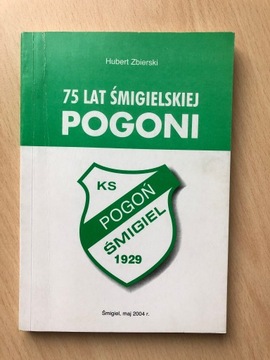 Hubert Zbierski
75 LAT ŚMIGIELSKIEJ
POGONI
KS
POGOŃ
ŚMIGIEL
1929
Śmigiel, maj 2004 r.